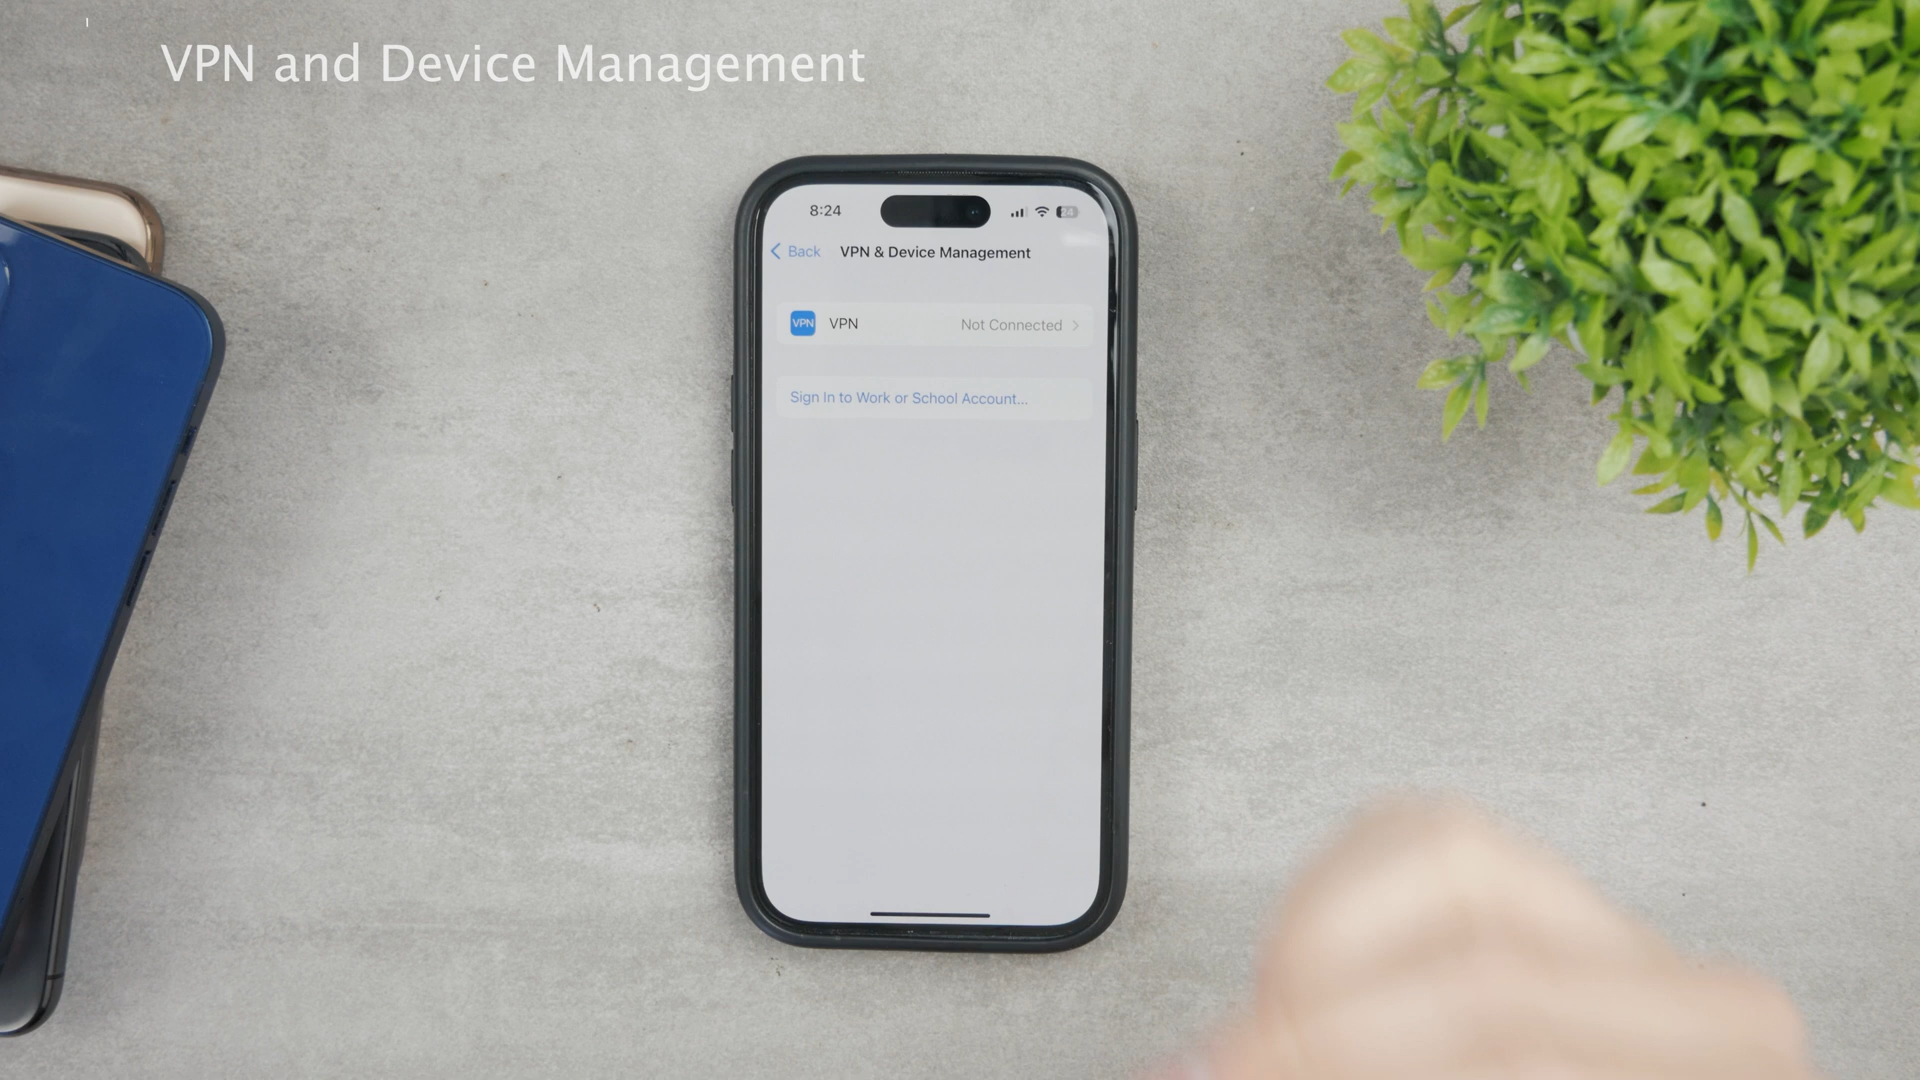 VPN and Device Management
8:24
24
Back VPN & Device Management
VPN VPN Not Connected
Sign In to Work or School Account...